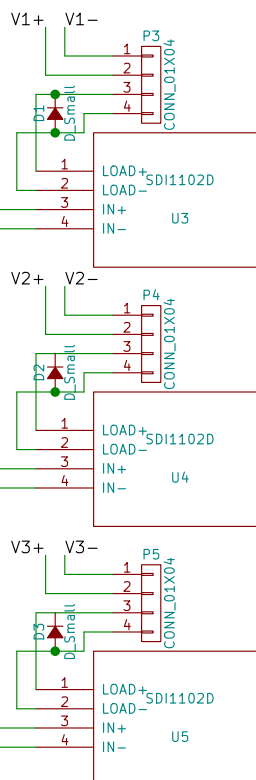 V1+ V1-
P3
1
2
3
4
CONN_01X04
D1
D_Small
1 LOAD+
2 LOAD-
3 IN+
4 IN-
SDI1102D
U3
V2+ V2-
P4
1
2
3
4
CONN_01X04
D2
D_Small
1 LOAD+
2 LOAD-
3 IN+
4 IN-
SDI1102D
U4
V3+ V3-
P5
1
2
3
4
CONN_01X04
D3
D_Small
1 LOAD+
2 LOAD-
3 IN+
4 IN-
SDI1102D
U5